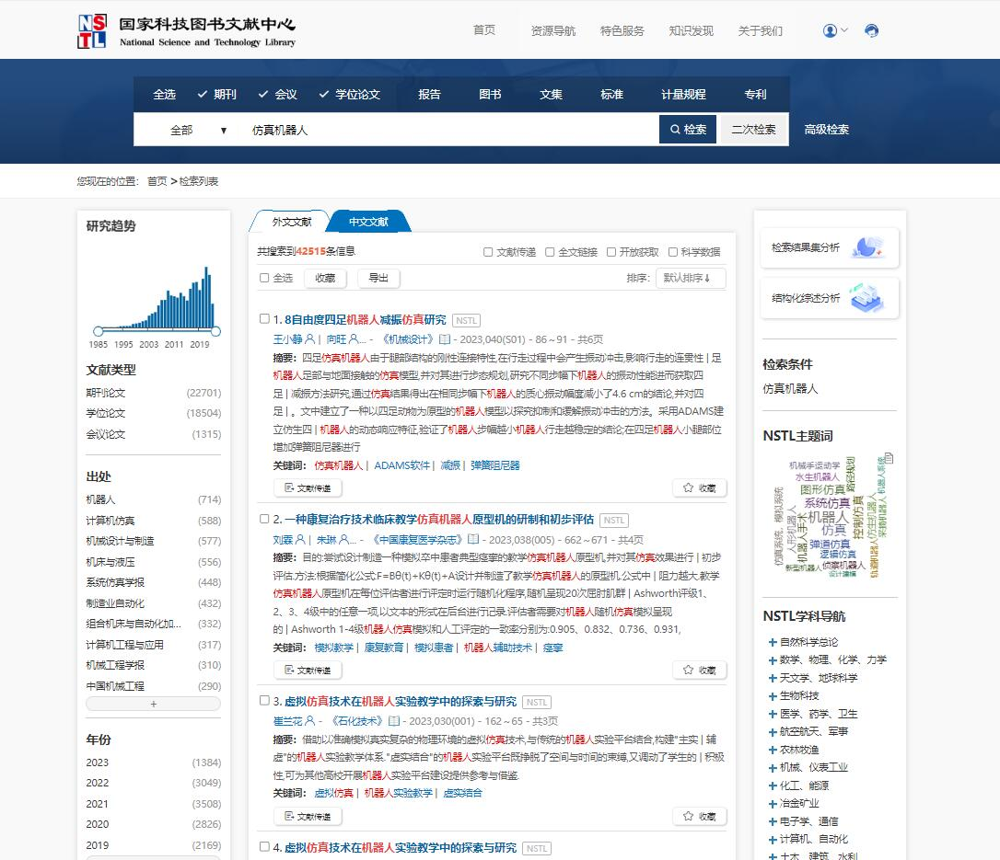 NSTL 国家科技图书文献中心
National Science and Technology Library
首页 资源导航 特色服务 知识发现 关于我们
全选 期刊 会议 学位论文 报告 图书 文集 标准 计量规程 专利
全部 ▼ 仿真机器人 检索 二次检索 高级检索
您现在的位置: 首页 > 检索列表
研究趋势
1985 1995 2003 2011 2019
文献类型
期刊论文 (22701)
学位论文 (18504)
会议论文 (1315)
出处
机器人 (714)
计算机仿真 (588)
机械设计与制造 (577)
机床与液压 (556)
系统仿真学报 (448)
制造业自动化 (432)
组合机床与自动化加... (332)
计算机工程与应用 (317)
机械工程学报 (310)
中国机械工程 (290)
+
年份
2023 (1384)
2022 (3049)
2021 (3508)
2020 (2826)
2019 (2169)
外文文献 中文文献
共搜索到42515条信息 文献传递 全文链接 开放获取 科学数据
全选 收藏 导出 排序: 默认排序↓
1. 8自由度四足机器人减振仿真研究 NSTL
王小静 | 向旺 ... - 《机械设计》 - 2023,040(S01) - 86～91 - 共6页
摘要: 四足仿真机器人由于腿部结构的刚性连接特性,在行走过程中会产生振动冲击,影响行走的连贯性 | 足
机器人足部与地面接触的仿真模型,并对其进行步态规划,研究不同步幅下机器人的振动性能进而获取四
足 | 减振方法研究,通过仿真结果得出在相同步幅下机器人的质心振动幅度减小了4.6 cm的结论,并对四
足 | 。文中建立了一种以四足动物为原型的机器人模型以探究抑制和缓解振动冲击的方法。采用ADAMS建
立仿生四 | 机器人的动态响应特征,验证了机器人步幅越小机器人行走越稳定的结论;在四足机器人小腿部位
增加弹簧阻尼器进行
关键词: 仿真机器人 | ADAMS软件 | 减振 | 弹簧阻尼器
文献传递 收藏
2. 一种康复治疗技术临床教学仿真机器人原型机的研制和初步评估 NSTL
刘霖 | 朱琳 ... - 《中国康复医学杂志》 - 2023,038(005) - 662～671 - 共4页
摘要: 目的:尝试设计制造一种模拟卒中患者典型痉挛的教学仿真机器人原型机,并对其仿真效果进行 | 初步
评估.方法:根据简化公式:F=Bθ(t)+Kθ(t)+A设计并制造了教学仿真机器人的原型机.公式中 | 阻力越大.教学
仿真机器人原型机在每位评估者进行评定时运行随机化程序,随机呈现20次屈肘肌群 | Ashworth评级1、
2、3、4级中的任意一项,以文本的形式在后台进行记录.评估者需要对机器人随机仿真模拟呈现
的 | Ashworth 1-4级机器人仿真模拟和人工评定的一致率分别为:0.905、0.832、0.736、0.931,
关键词: 模拟教学 | 康复教育 | 模拟患者 | 机器人辅助技术 | 痉挛
文献传递 收藏
3. 虚拟仿真技术在机器人实验教学中的探索与研究 NSTL
崔兰花 - 《石化技术》 - 2023,030(001) - 162～65 - 共3页
摘要: 借助以准确模拟真实复杂的物理环境的虚拟仿真技术,与传统的机器人实验平台结合,构建"主实 | 辅
虚"的机器人实验教学体系."虚实结合"的机器人实验平台既挣脱了空间与时间的束缚,又调动了学生的 | 积极
性,可为其他高校开展机器人实验平台建设提供参考与借鉴.
关键词: 虚拟仿真 | 机器人实验教学 | 虚实结合
文献传递 收藏
4. 虚拟仿真技术在机器人实验教学中的探索与研究 NSTL
检索结果集分析
结构化综述分析
检索条件
仿真机器人
NSTL主题词
机械手运动学
水生机器人
图形仿真
系统仿真
机器人
仿真
弹道仿真
逻辑仿真
侦察机器人
新型机器人
设计建模
路径规划
控制仿真
仿生机器人
采摘机器人
机器人系统
轨道机器人
机器人手术
人形机器人
仿真系统，模拟系统
NSTL学科导航
自然科学总论
数学、物理、化学、力学
天文学、地球科学
生物科技
医学、药学、卫生
航空航天、军事
农林牧渔
机械、仪表工业
化工、能源
冶金矿业
电子学、通信
计算机、自动化
土木、建筑、水利